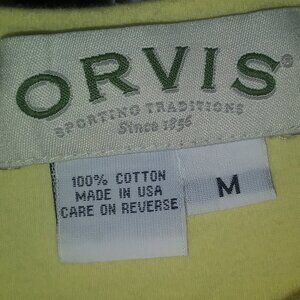 ORVIS®
SPORTING TRADITIONS
Since 1856
100% COTTON
MADE IN USA
CARE ON REVERSE
M